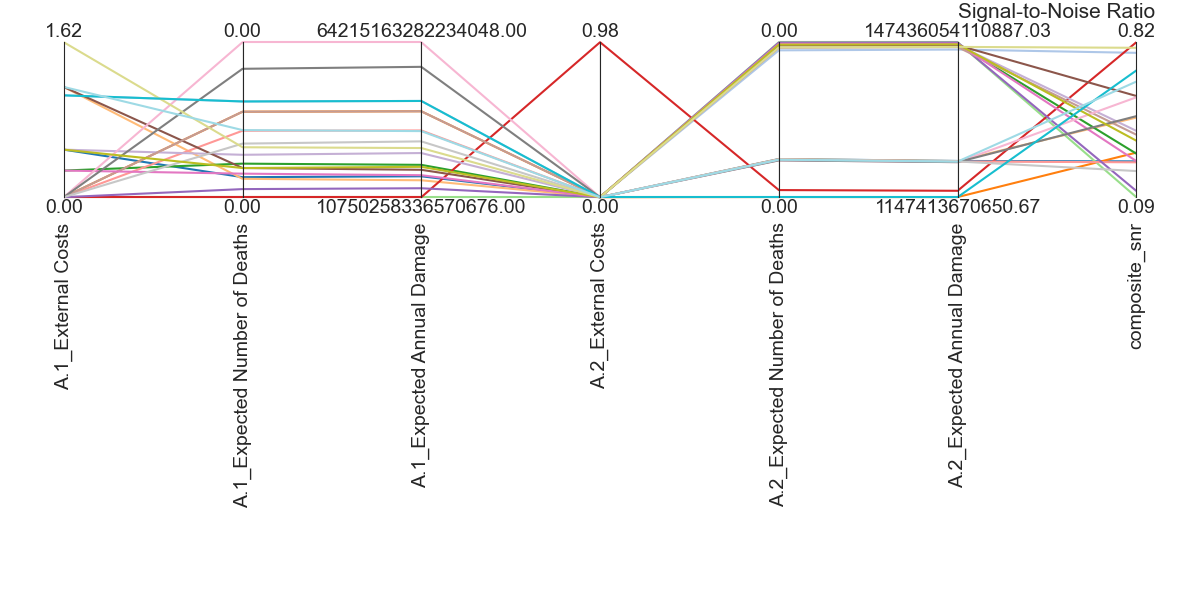 Signal-to-Noise Ratio
1.62
0.00
64215163282234048.00
0.98
0.00
147436054110887.03
0.82
0.00
0.00
10750258336570676.00
0.00
0.00
1147413670650.67
0.09
A.1_External Costs
A.1_Expected Number of Deaths
A.1_Expected Annual Damage
A.2_External Costs
A.2_Expected Number of Deaths
A.2_Expected Annual Damage
composite_snr